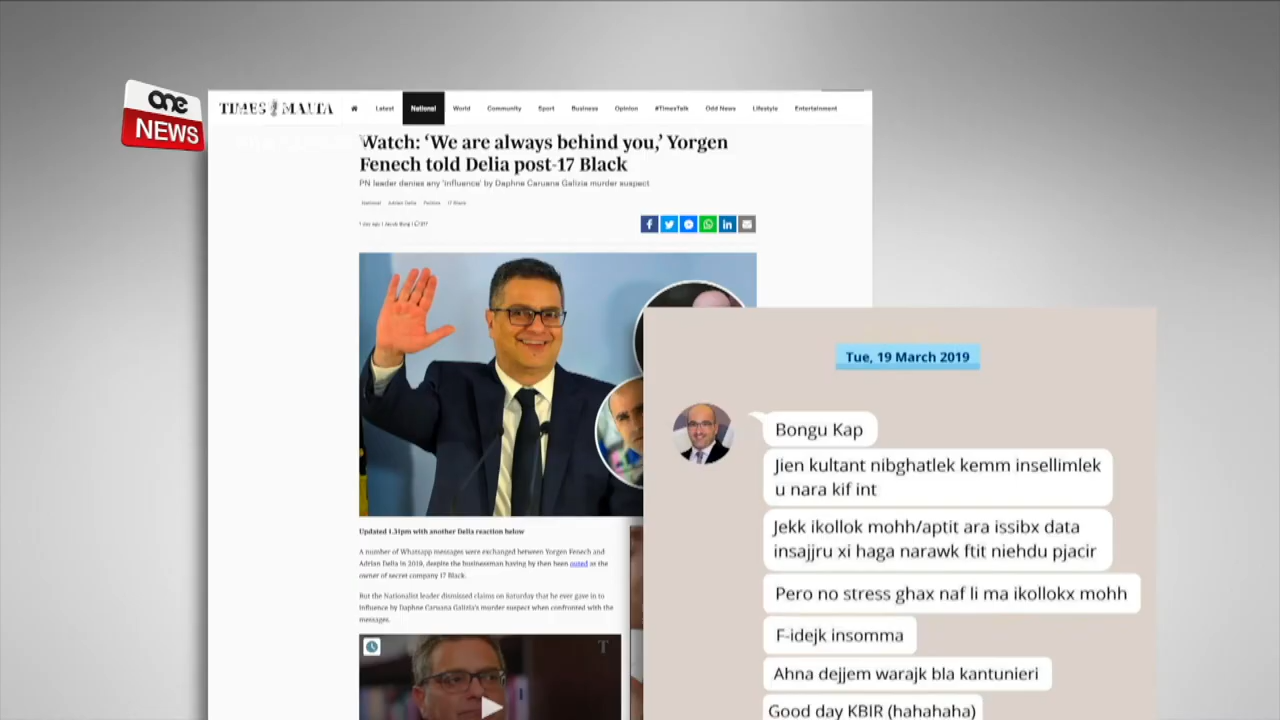 one
NEWS
TIMES MALTA
Latest
National
World
Community
Sport
Business
Opinion
#TimesTalk
Odd News
Lifestyle
Entertainment
Watch: ‘We are always behind you,’ Yorgen
Fenech told Delia post-17 Black
PN leader denies any 'influence' by Daphne Caruana Galizia murder suspect
National Adrian Delia Politics 17 Black
Updated 1.31pm with another Delia reaction below
A number of Whatsapp messages were exchanged between Yorgen Fenech and
Adrian Delia in 2019, despite the businessman having by then been outed as the
owner of secret company 17 Black.
But the Nationalist leader dismissed claims on Saturday that he ever gave in to
influence by Daphne Caruana Galizia's murder suspect when confronted with the
messages.
T
Tue, 19 March 2019
Bongu Kap
Jien kultant nibghatlek kemm insellimlek
u nara kif int
Jekk ikollok mohh/aptit ara issibx data
insajjru xi haga narawk ftit niehdu pjacir
Pero no stress ghax naf li ma ikollokx mohh
F-idejk insomma
Ahna dejjem warajk bla kantunieri
Good day KBIR (hahahaha)